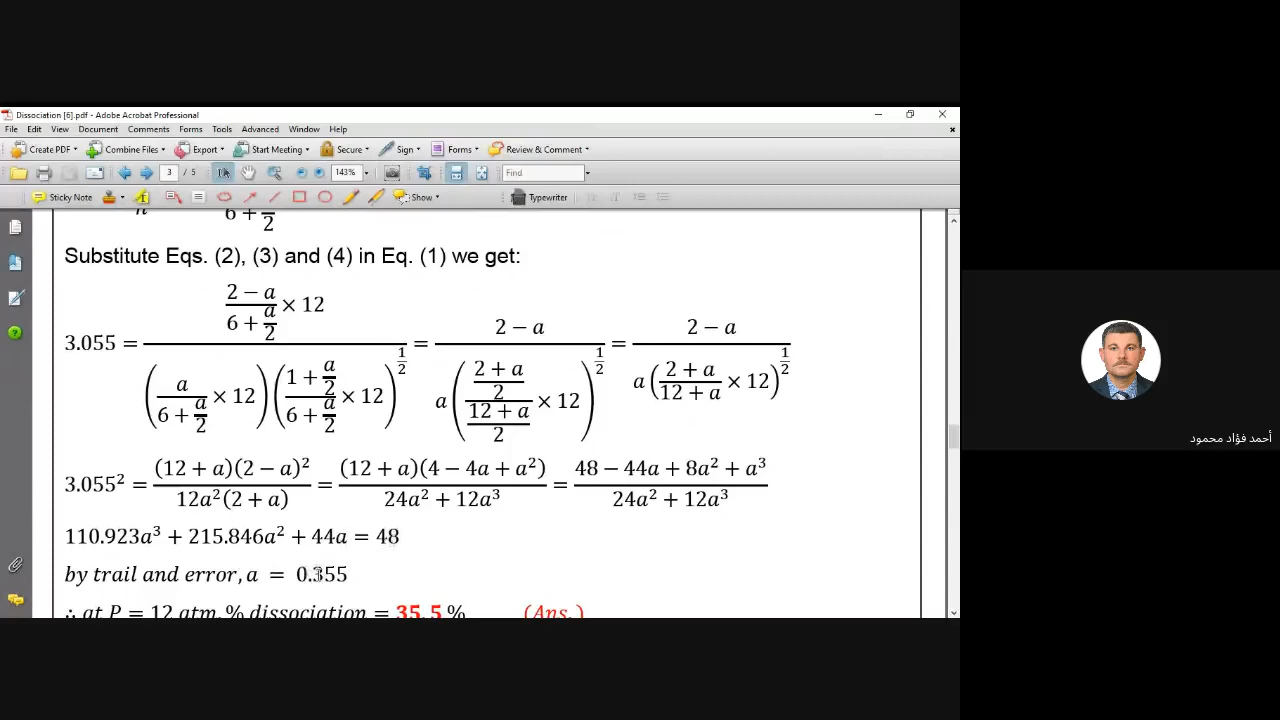 Dissociation [6].pdf - Adobe Acrobat Professional
File Edit View Document Comments Forms Tools Advanced Window Help
Create PDF Combine Files Export Start Meeting Secure Sign Forms Review & Comment
3 / 5 143% Find
Sticky Note Show Typewriter
n 6 + a/2
Substitute Eqs. (2), (3) and (4) in Eq. (1) we get:
3.055 = ((2 − a)/(6 + a/2) × 12) / ((a/(6 + a/2) × 12)((1 + a/2)/(6 + a/2) × 12)^(1/2)) = (2 − a) / (a(((2 + a)/2)/((12 + a)/2) × 12)^(1/2)) = (2 − a) / (a((2 + a)/(12 + a) × 12)^(1/2))
3.055² = (12 + a)(2 − a)² / 12a²(2 + a) = (12 + a)(4 − 4a + a²) / 24a² + 12a³ = 48 − 44a + 8a² + a³ / 24a² + 12a³
110.923a³ + 215.846a² + 44a = 48
by trail and error, a = 0.355
∴ at P = 12 atm, % dissociation = 35.5 % (Ans.)
أحمد فؤاد محمود